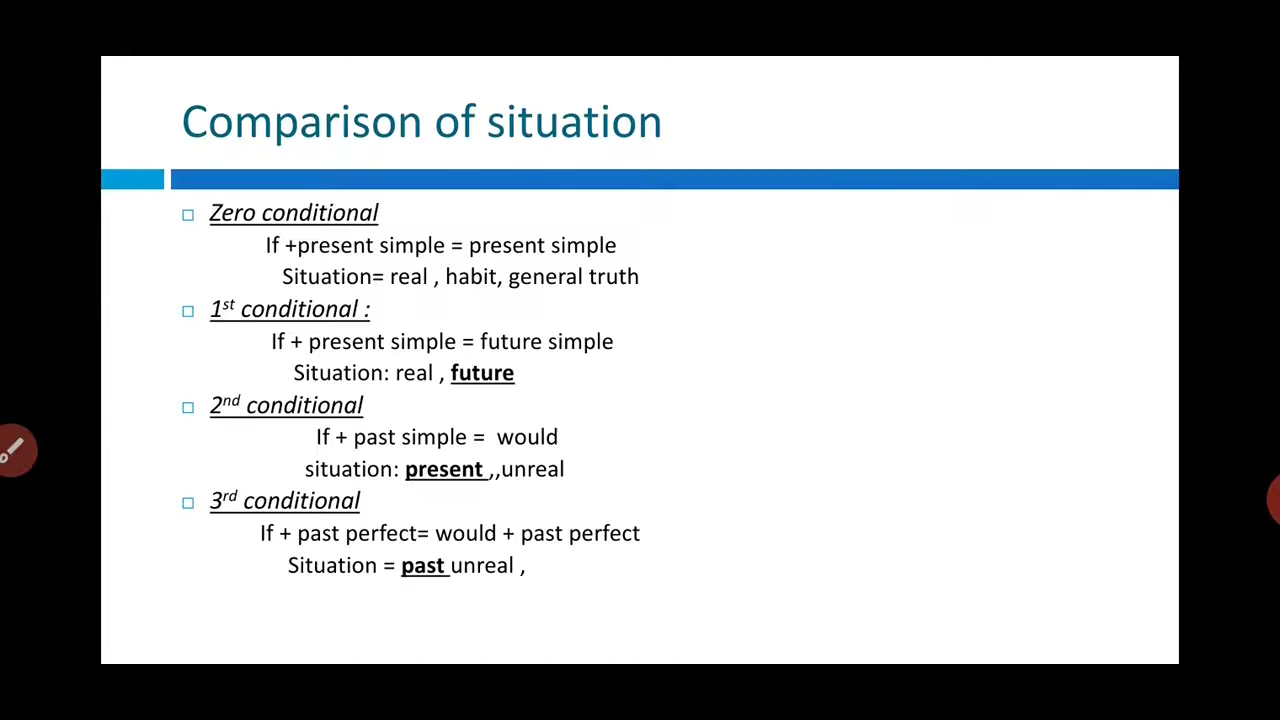 Comparison of situation
Zero conditional
If +present simple = present simple
Situation= real , habit, general truth
1st conditional :
If + present simple = future simple
Situation: real , future
2nd conditional
If + past simple =  would
situation: present ,,unreal
3rd conditional
If + past perfect= would + past perfect
Situation = past unreal ,